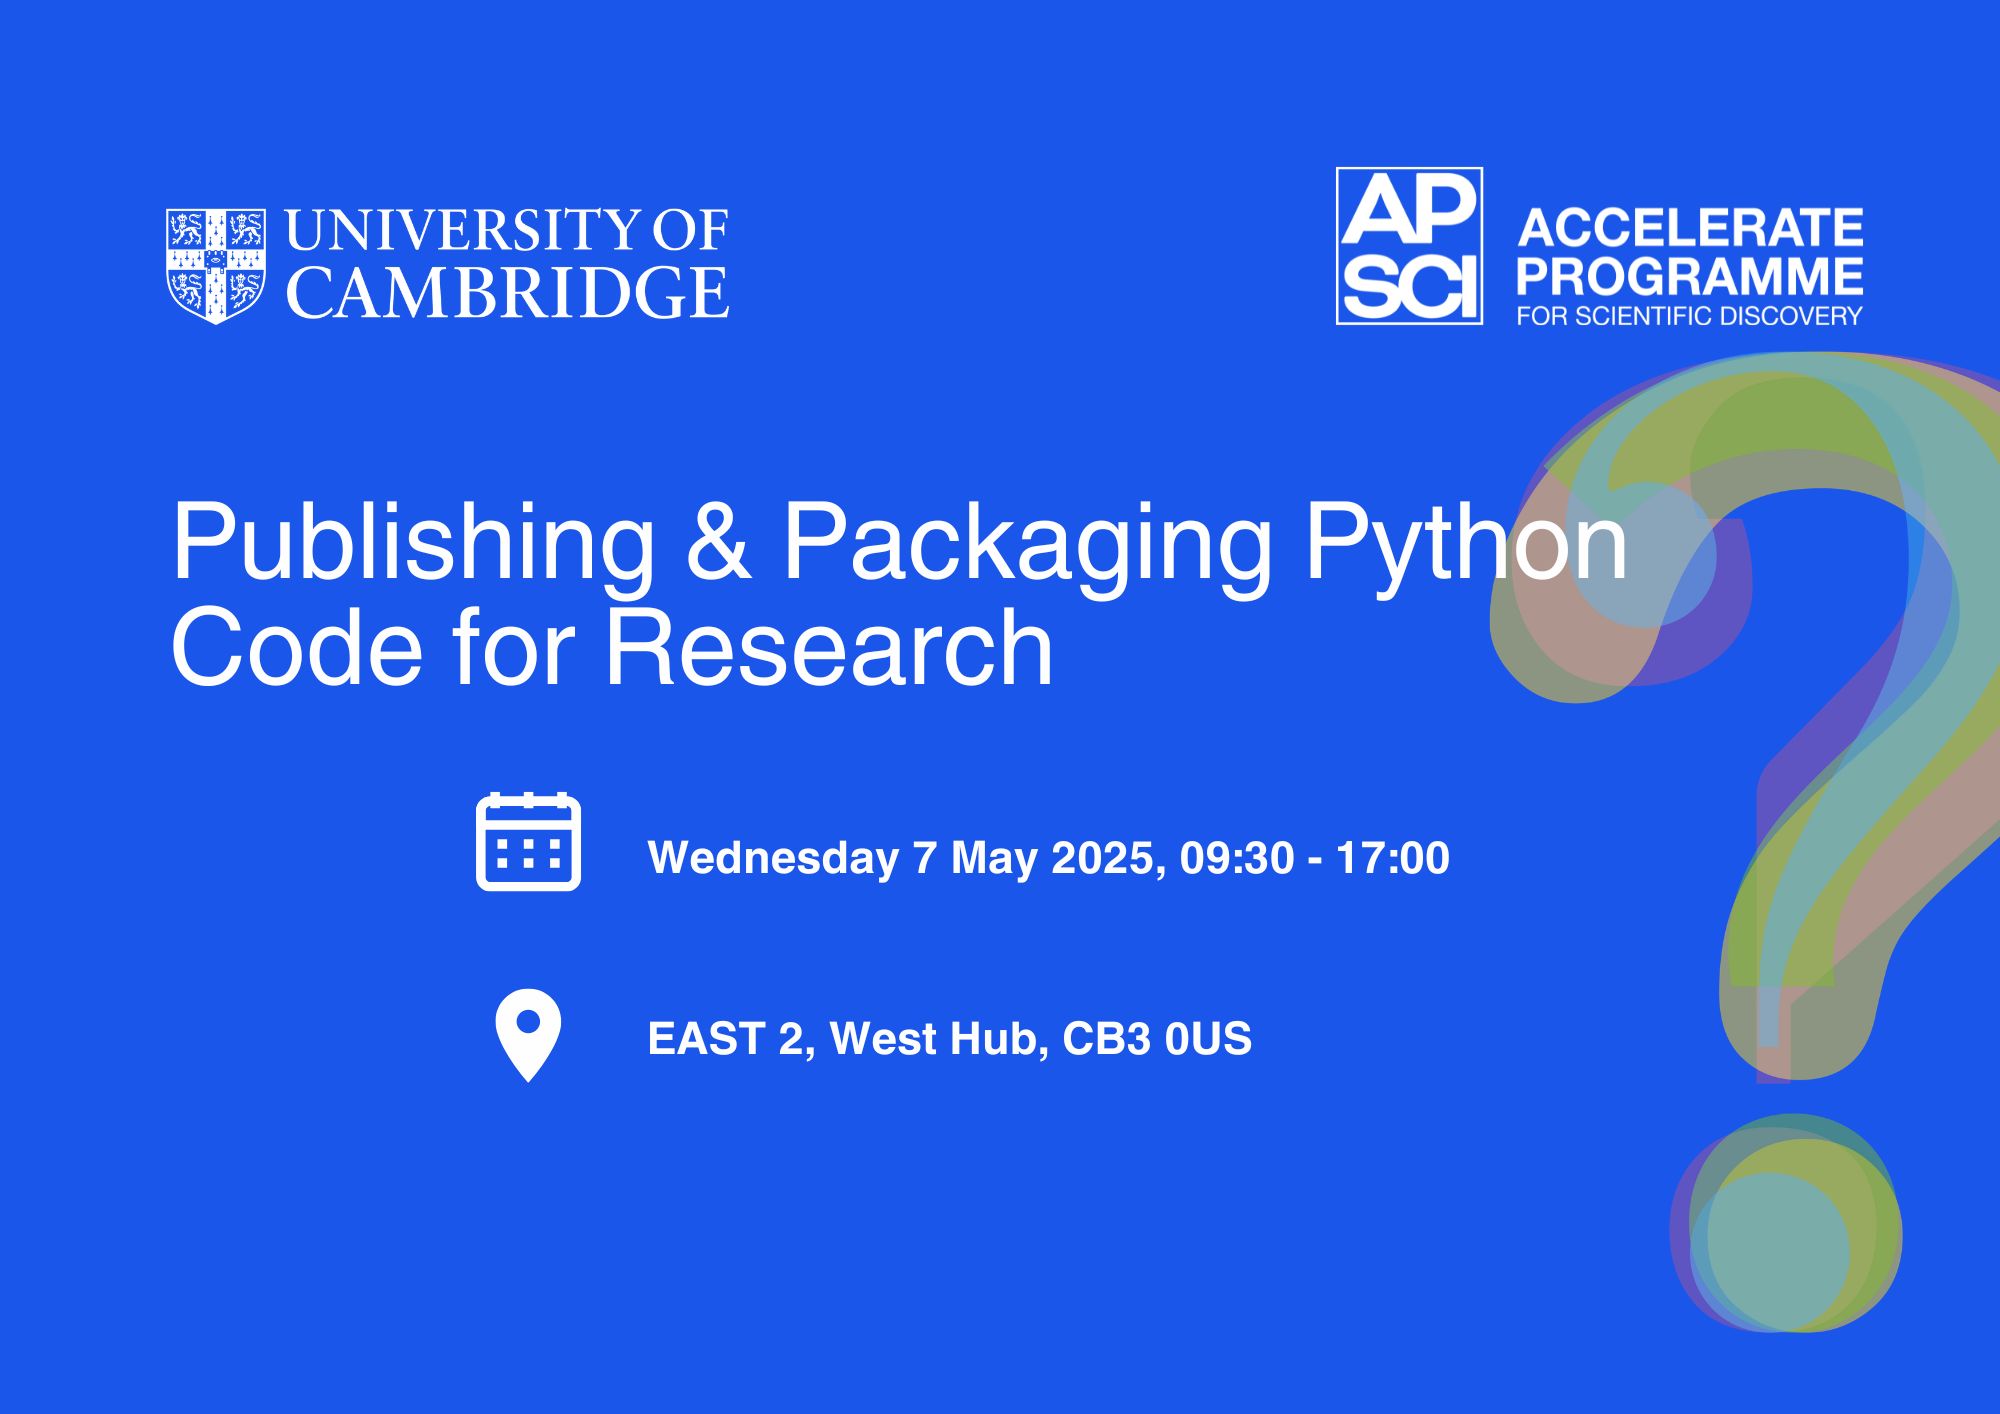 UNIVERSITY OF
CAMBRIDGE
AP
SCI
ACCELERATE
PROGRAMME
FOR SCIENTIFIC DISCOVERY
Publishing & Packaging Python
Code for Research
Wednesday 7 May 2025, 09:30 - 17:00
EAST 2, West Hub, CB3 0US